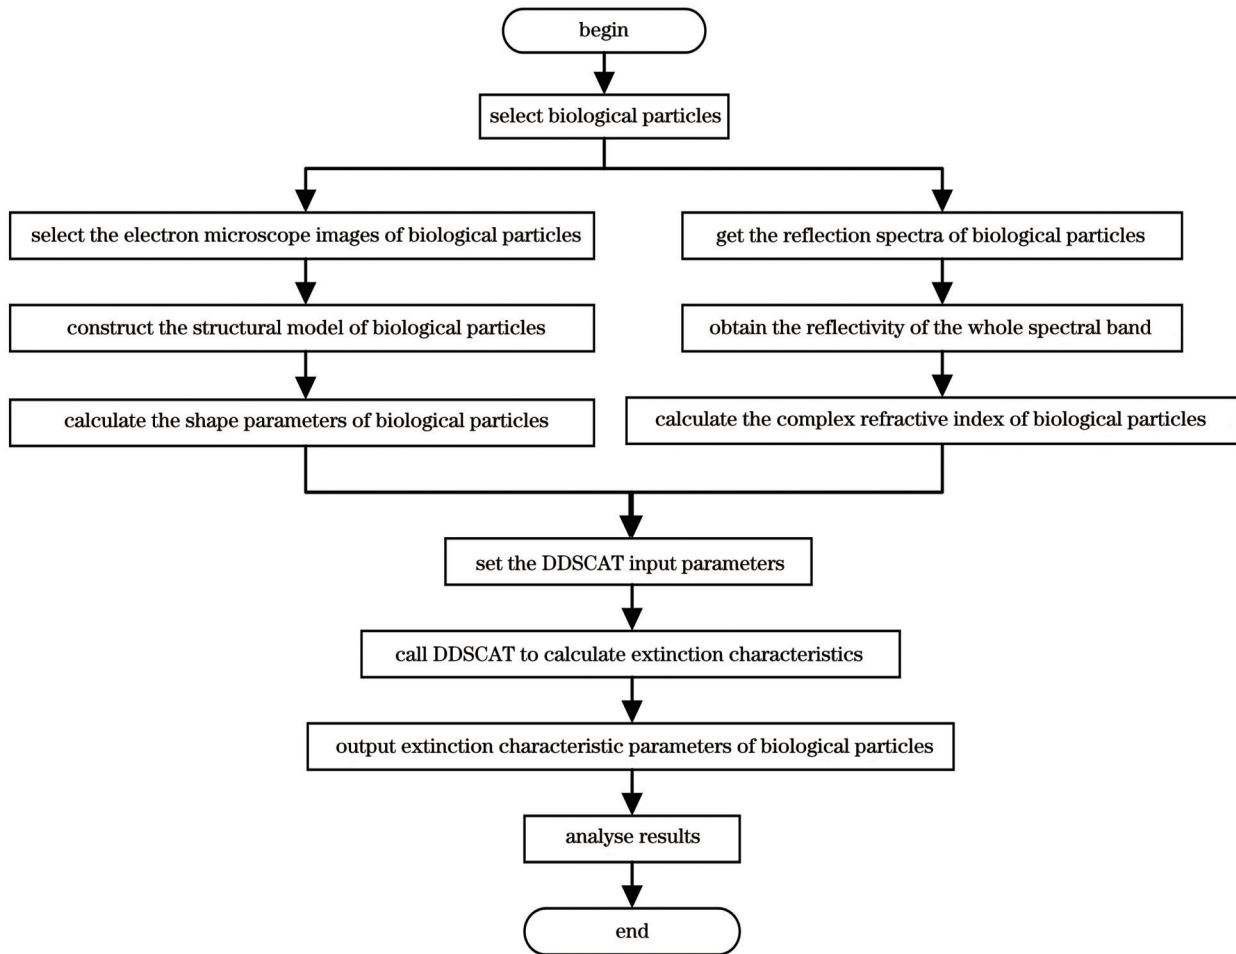 begin
select biological particles
select the electron microscope images of biological particles
get the reflection spectra of biological particles
construct the structural model of biological particles
obtain the reflectivity of the whole spectral band
calculate the shape parameters of biological particles
calculate the complex refractive index of biological particles
set the DDSCAT input parameters
call DDSCAT to calculate extinction characteristics
output extinction characteristic parameters of biological particles
analyse results
end